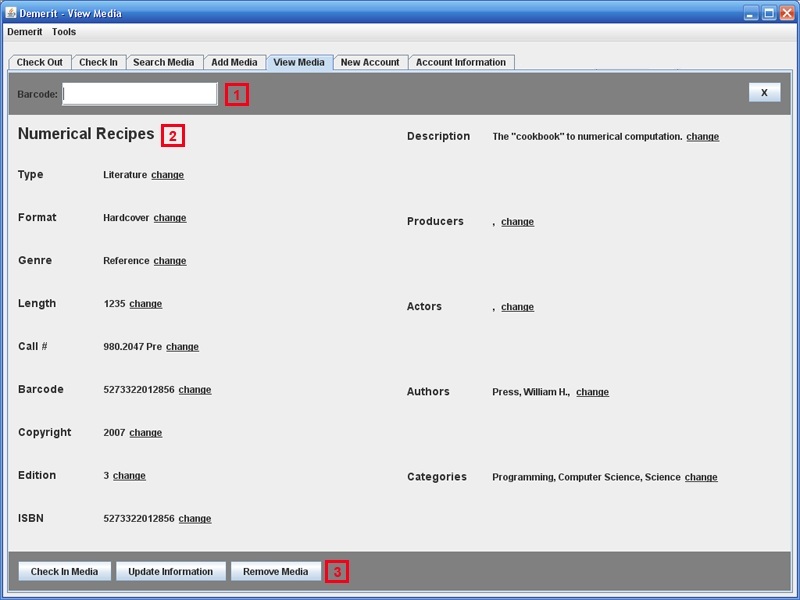 Demerit - View Media
Demerit Tools
Check Out Check In Search Media Add Media View Media New Account Account Information
Barcode: 1 X
Numerical Recipes 2
Type Literature change
Format Hardcover change
Genre Reference change
Length 1235 change
Call # 980.2047 Pre change
Barcode 5273322012856 change
Copyright 2007 change
Edition 3 change
ISBN 5273322012856 change
Description The "cookbook" to numerical computation. change
Producers , change
Actors , change
Authors Press, William H., change
Categories Programming, Computer Science, Science change
Check In Media Update Information Remove Media 3